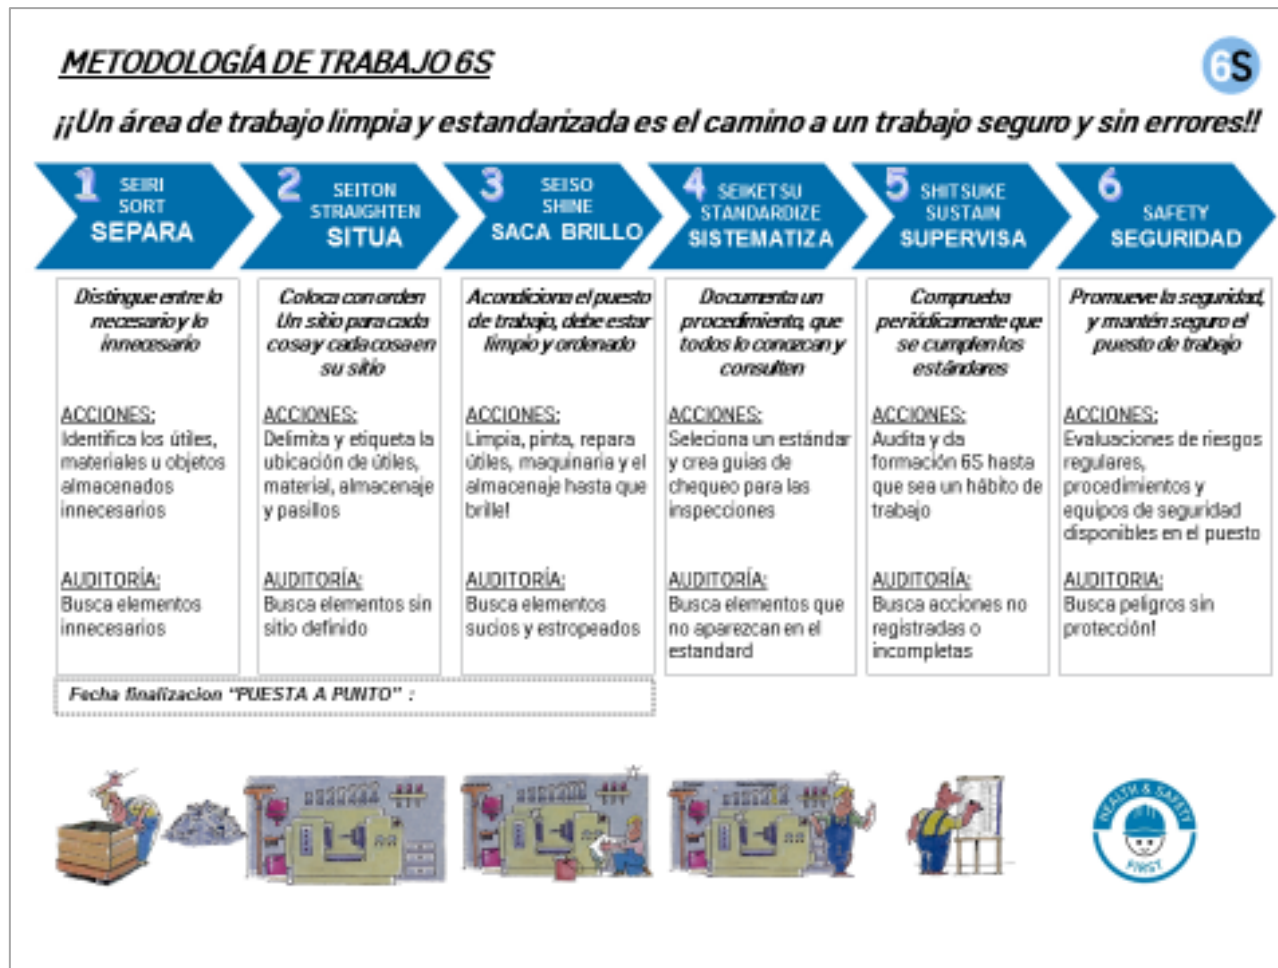 METODOLOGÍA DE TRABAJO 6S
6S
¡¡Un área de trabajo limpia y estandarizada es el camino a un trabajo seguro y sin errores!!
1 SEIRI
SORT
SEPARA
2 SEITON
STRAIGHTEN
SITUA
3 SEISO
SHINE
SACA BRILLO
4 SEIKETSU
STANDARDIZE
SISTEMATIZA
5 SHITSUKE
SUSTAIN
SUPERVISA
6
SAFETY
SEGURIDAD
Distingue entre lo
necesario y lo
innecesario
ACCIONES:
Identifica los útiles,
materiales u objetos
almacenados
innecesarios
AUDITORÍA:
Busca elementos
innecesarios
Coloca con orden
Un sitio para cada
cosa y cada cosa en
su sitio
ACCIONES:
Delimita y etiqueta la
ubicación de útiles,
material, almacenaje
y pasillos
AUDITORÍA:
Busca elementos sin
sitio definido
Acondiciona el puesto
de trabajo, debe estar
limpio y ordenado
ACCIONES:
Limpia, pinta, repara
útiles, maquinaria y el
almacenaje hasta que
brille!
AUDITORÍA:
Busca elementos
sucios y estropeados
Documenta un
procedimiento, que
todos lo conozcan y
consulten
ACCIONES:
Seleciona un estándar
y crea guias de
chequeo para las
inspecciones
AUDITORÍA:
Busca elementos que
no aparezcan en el
estandard
Comprueba
periódicamente que
se cumplen los
estándares
ACCIONES:
Audita y da
formación 6S hasta
que sea un hábito de
trabajo
AUDITORÍA:
Busca acciones no
registradas o
incompletas
Promueve la seguridad,
y mantén seguro el
puesto de trabajo
ACCIONES:
Evaluaciones de riesgos
regulares,
procedimientos y
equipos de seguridad
disponibles en el puesto
AUDITORIA:
Busca peligros sin
protección!
Fecha finalizacion "PUESTA A PUNTO" :
HEALTH & SAFETY
FIRST